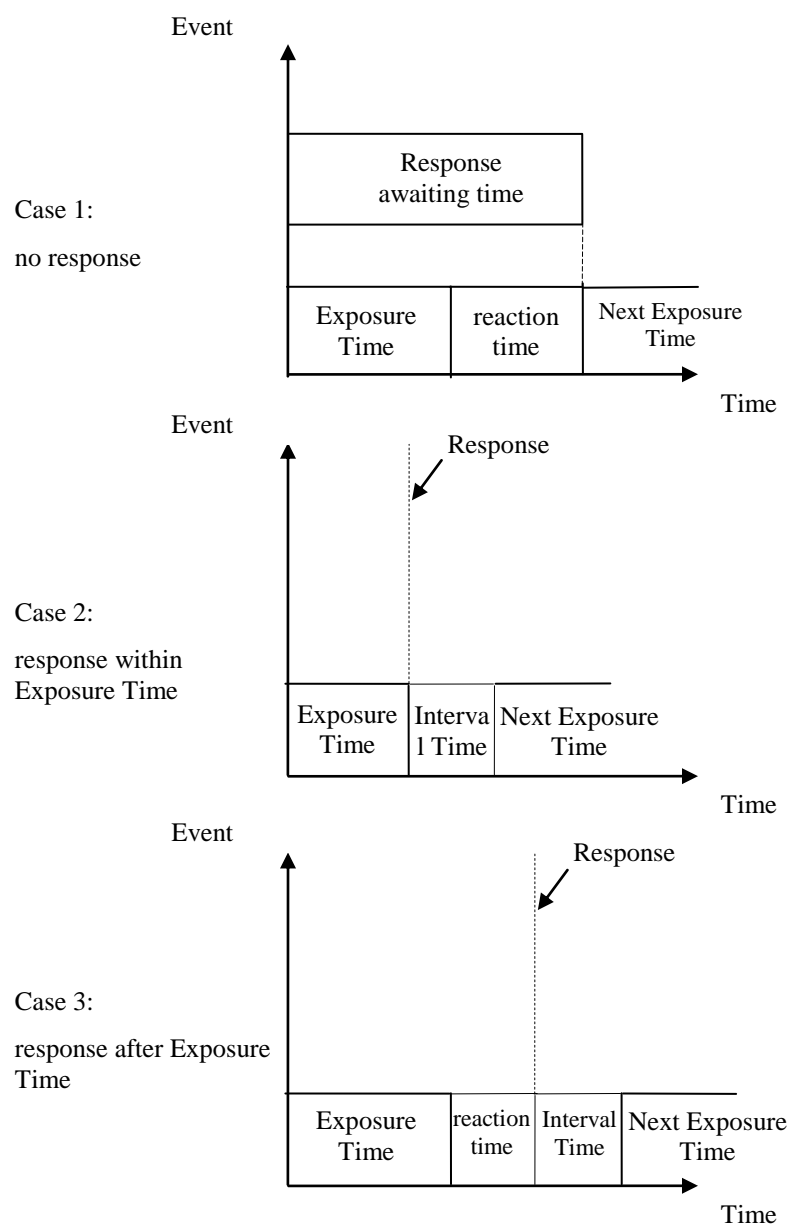 Event
Response
awaiting time
Case 1:
no response
Exposure
Time
reaction
time
Next Exposure
Time
Time
Event
Response
Case 2:
response within
Exposure Time
Exposure
Time
Interva
l Time
Next Exposure
Time
Time
Event
Response
Case 3:
response after Exposure
Time
Exposure
Time
reaction
time
Interval
Time
Next Exposure
Time
Time